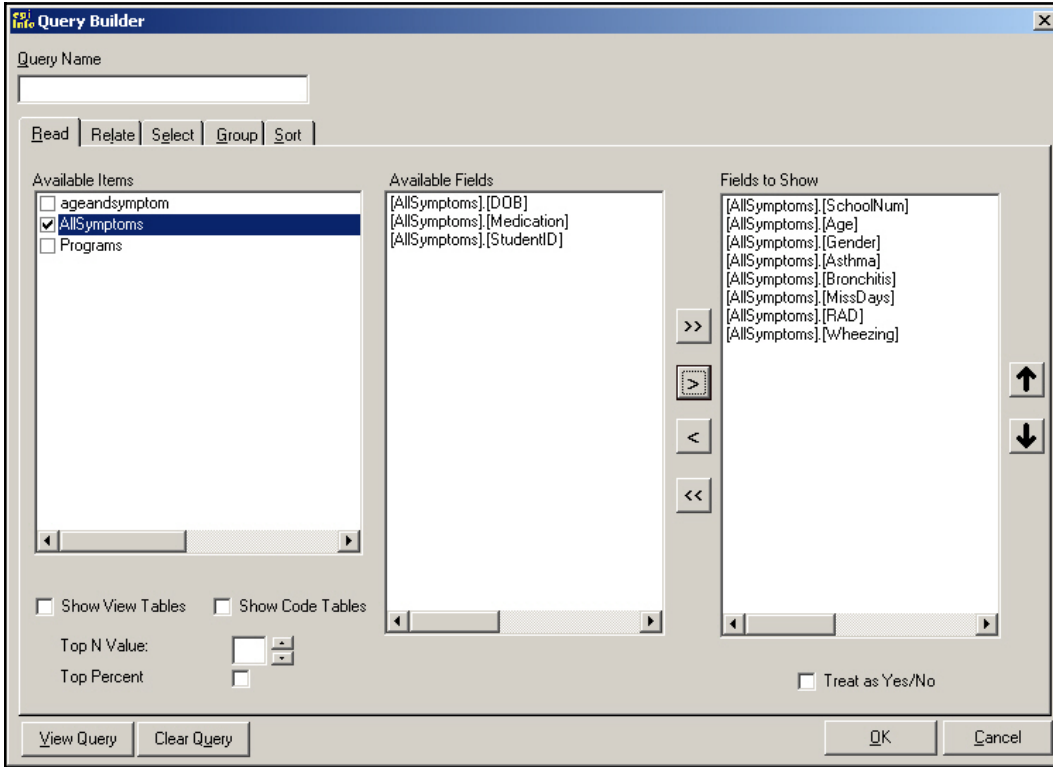 Epi Info Query Builder
Query Name
Read Relate Select Group Sort
Available Items
ageandsymptom
AllSymptoms
Programs
Available Fields
[AllSymptoms].[DOB]
[AllSymptoms].[Medication]
[AllSymptoms].[StudentID]
Fields to Show
[AllSymptoms].[SchoolNum]
[AllSymptoms].[Age]
[AllSymptoms].[Gender]
[AllSymptoms].[Asthma]
[AllSymptoms].[Bronchitis]
[AllSymptoms].[MissDays]
[AllSymptoms].[RAD]
[AllSymptoms].[Wheezing]
>>
>
<
<<
Show View Tables Show Code Tables
Top N Value:
Top Percent
Treat as Yes/No
View Query Clear Query OK Cancel